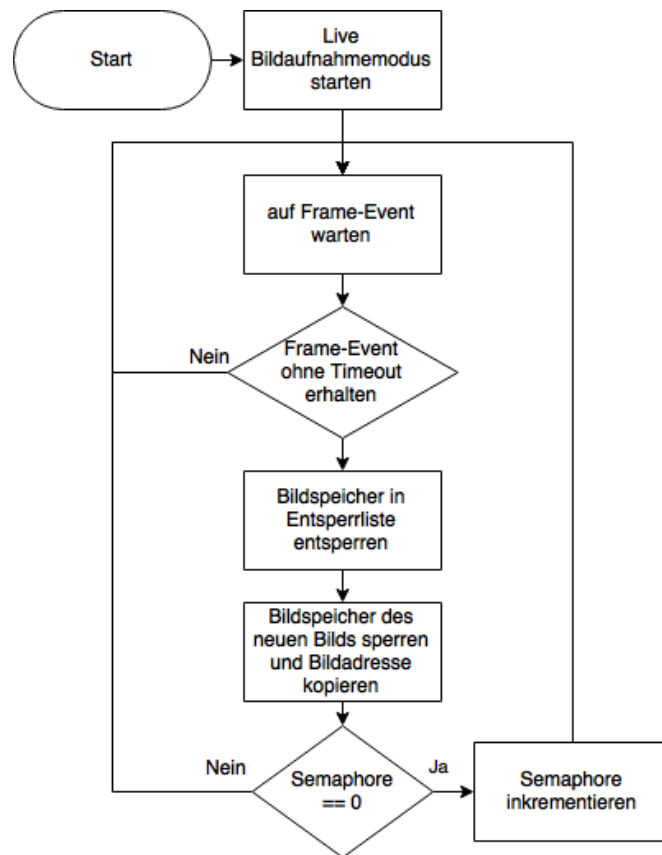 Start
Live
Bildaufnahmemodus
starten
auf Frame-Event
warten
Nein
Frame-Event
ohne Timeout
erhalten
Bildspeicher in
Entsperrliste
entsperren
Bildspeicher des
neuen Bilds sperren
und Bildadresse
kopieren
Nein
Semaphore
== 0
Ja
Semaphore
inkrementieren